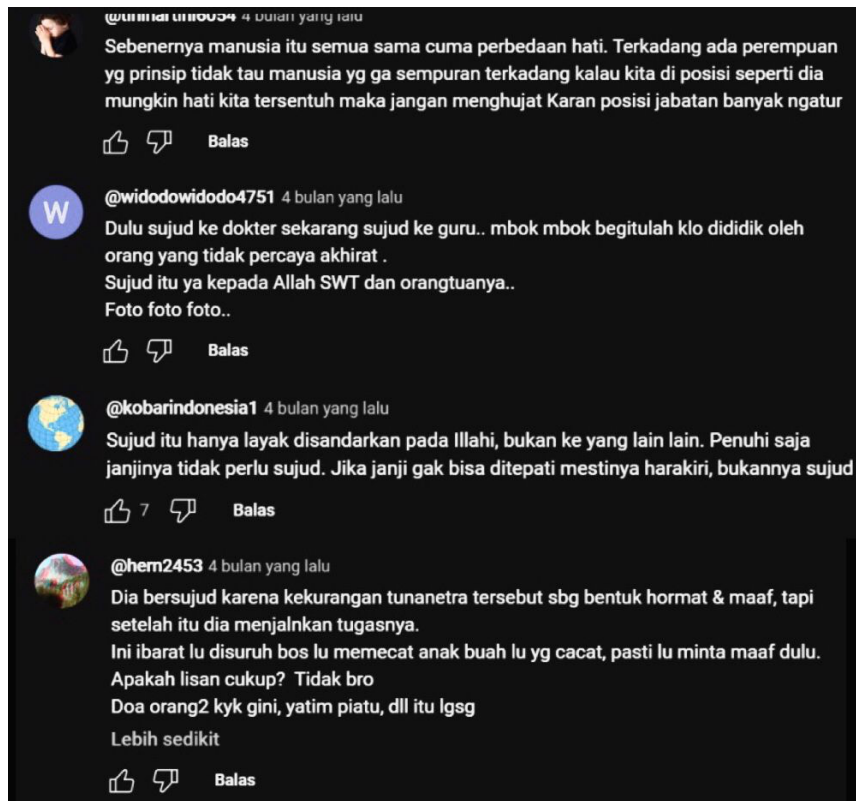 @tinimartini6054 4 bulan yang lalu
Sebenernya manusia itu semua sama cuma perbedaan hati. Terkadang ada perempuan
yg prinsip tidak tau manusia yg ga sempuran terkadang kalau kita di posisi seperti dia
mungkin hati kita tersentuh maka jangan menghujat Karan posisi jabatan banyak ngatur
Balas
W
@widodowidodo4751 4 bulan yang lalu
Dulu sujud ke dokter sekarang sujud ke guru.. mbok mbok begitulah klo dididik oleh
orang yang tidak percaya akhirat .
Sujud itu ya kepada Allah SWT dan orangtuanya..
Foto foto foto..
Balas
@kobarindonesia1 4 bulan yang lalu
Sujud itu hanya layak disandarkan pada Illahi, bukan ke yang lain lain. Penuhi saja
janjinya tidak perlu sujud. Jika janji gak bisa ditepati mestinya harakiri, bukannya sujud
7 Balas
@hern2453 4 bulan yang lalu
Dia bersujud karena kekurangan tunanetra tersebut sbg bentuk hormat & maaf, tapi
setelah itu dia menjalnkan tugasnya.
Ini ibarat lu disuruh bos lu memecat anak buah lu yg cacat, pasti lu minta maaf dulu.
Apakah lisan cukup? Tidak bro
Doa orang2 kyk gini, yatim piatu, dll itu lgsg
Lebih sedikit
Balas